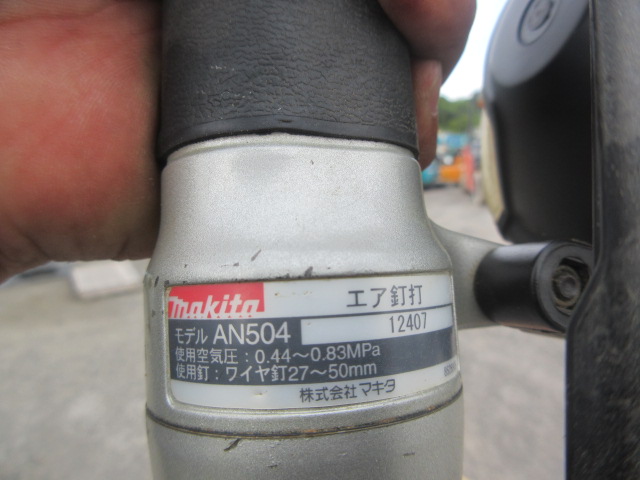 makita
エア釘打
モデル AN504
12407
使用空気圧：0.44〜0.83MPa
使用釘：ワイヤ釘27〜50mm
株式会社マキタ